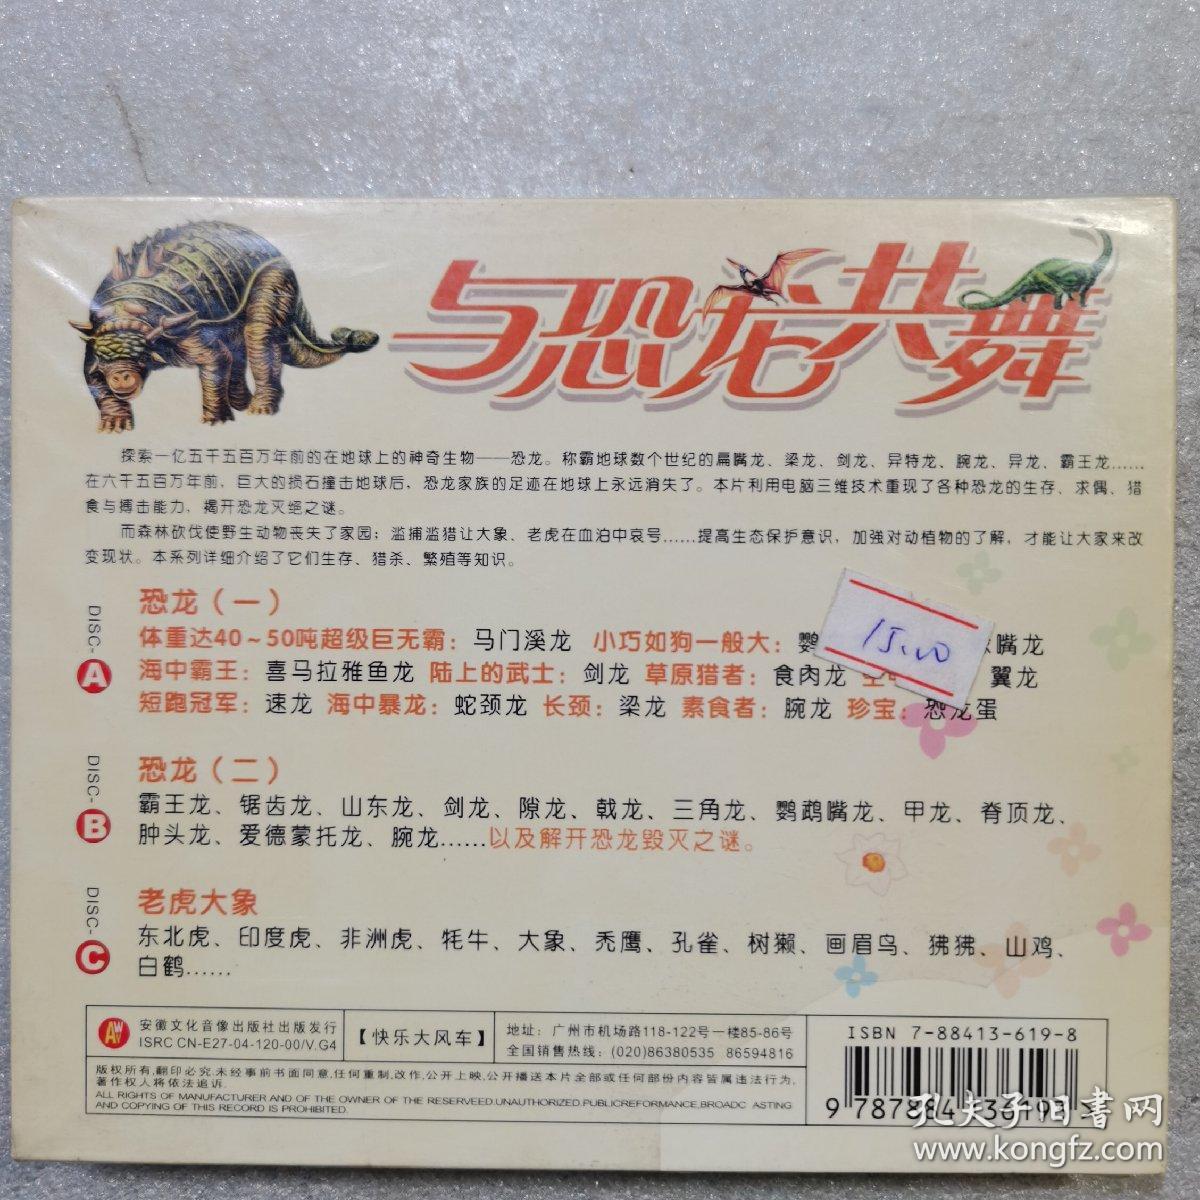 与恐龙共舞
探索一亿五千五百万年前的在地球上的神奇生物——恐龙。称霸地球数个世纪的扁嘴龙、梁龙、剑龙、异特龙、腕龙、异龙、霸王龙……
在六千五百万年前，巨大的损石撞击地球后，恐龙家族的足迹在地球上永远消失了。本片利用电脑三维技术重现了各种恐龙的生存、求偶、猎
食与搏击能力，揭开恐龙灭绝之谜。
而森林砍伐使野生动物丧失了家园；滥捕滥猎让大象、老虎在血泊中哀号……提高生态保护意识，加强对动植物的了解，才能让大家来改
变现状。本系列详细介绍了它们生存、猎杀、繁殖等知识。
DISC-A
恐龙（一）
体重达40～50吨超级巨无霸：马门溪龙 小巧如狗一般大：鹦 嘴龙
海中霸王：喜马拉雅鱼龙 陆上的武士：剑龙 草原猎者：食肉龙 翼龙
短跑冠军：速龙 海中暴龙：蛇颈龙 长颈：梁龙 素食者：腕龙 珍宝：恐龙蛋
15.00
DISC-B
恐龙（二）
霸王龙、锯齿龙、山东龙、剑龙、隙龙、戟龙、三角龙、鹦鹉嘴龙、甲龙、脊顶龙、
肿头龙、爱德蒙托龙、腕龙……以及解开恐龙毁灭之谜。
DISC-C
老虎大象
东北虎、印度虎、非洲虎、牦牛、大象、秃鹰、孔雀、树獭、画眉鸟、狒狒、山鸡、
白鹤……
安徽文化音像出版社出版发行
ISRC CN-E27-04-120-00/V.G4
【快乐大风车】
地址：广州市机场路118-122号一楼85-86号
全国销售热线：(020)86380535 86594816
版权所有,翻印必究.未经事前书面同意,任何重制,改作,公开上映,公开播送本片全部或任何部份内容皆属违法行为,
著作权人将依法追诉.
ALL RIGHTS OF MANUFACTURER AND OF THE OWNER OF THE RESERVEED.UNAUTHORIZED.PUBLICREFORMANCE,BROADC ASTING
AND COPYING OF THIS RECORD IS PROHIBITED.
ISBN 7-88413-619-8
9 787884 136193 >
孔夫子旧书网
www.kongfz.com